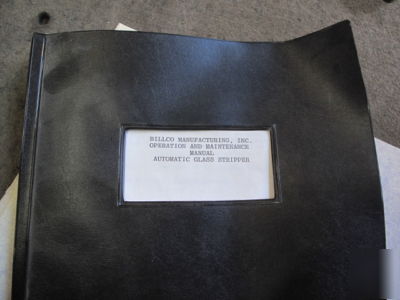 BILLCO MANUFACTURING, INC.
OPERATION AND MAINTENANCE
MANUAL
AUTOMATIC GLASS STRIPPER